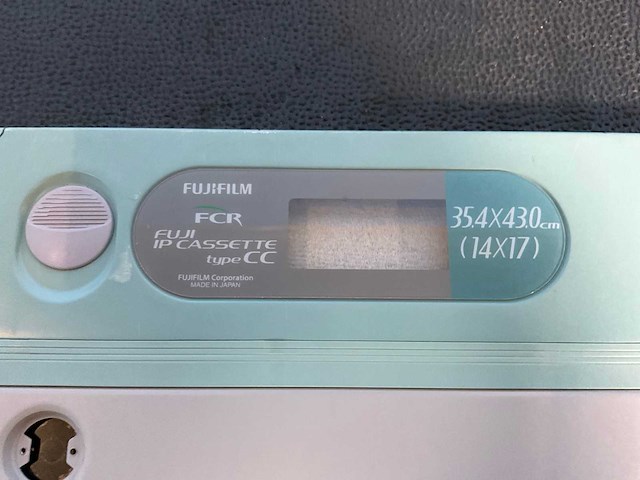 FUJIFILM
FCR
FUJI
IP CASSETTE
type CC
FUJIFILM Corporation
MADE IN JAPAN
35.4X43.0cm
(14X17)